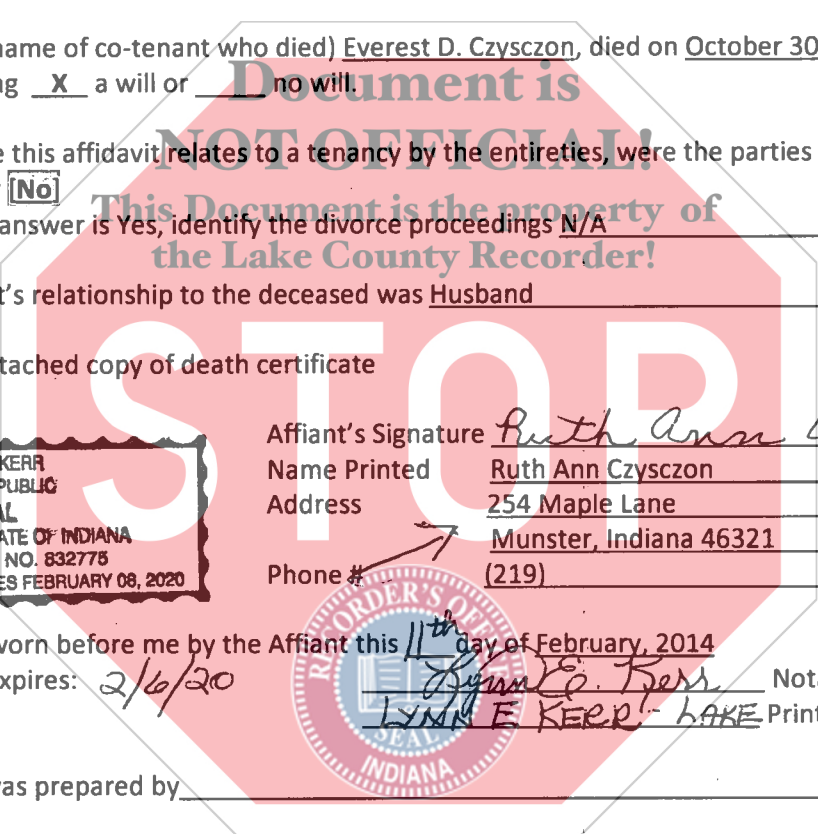 name of co-tenant who died) Everest D. Czysczon, died on October 30
ng X a will or ____ no will.
Document is
NOT OFFICIAL!
e this affidavit relates to a tenancy by the entireties, were the parties
[No]
This Document is the property of
the Lake County Recorder!
answer is Yes, identify the divorce proceedings N/A
t's relationship to the deceased was Husband
STOP
tached copy of death certificate
Affiant's Signature Ruth Ann C
Name Printed Ruth Ann Czysczon
Address 254 Maple Lane
Munster, Indiana 46321
Phone # (219)
KERR
PUBLIC
AL
ATE OF INDIANA
NO. 832775
ES FEBRUARY 08, 2020
worn before me by the Affiant this 11th day of February, 2014
xpires: 2/6/20 Lynn E. Kerr Nota
LYNN E KERR - LAKE Print
RECORDER'S OFFICE
SEAL
INDIANA
as prepared by